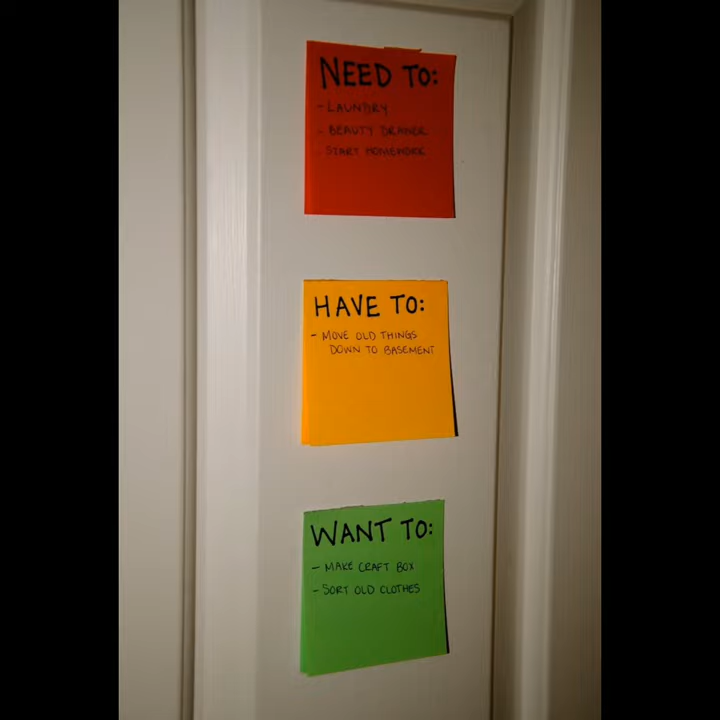 NEED TO:
- LAUNDRY
- BEAUTY DRAWER
- START HOMEWORK
HAVE TO:
- MOVE OLD THINGS
DOWN TO BASEMENT
WANT TO:
- MAKE CRAFT BOX
- SORT OLD CLOTHES